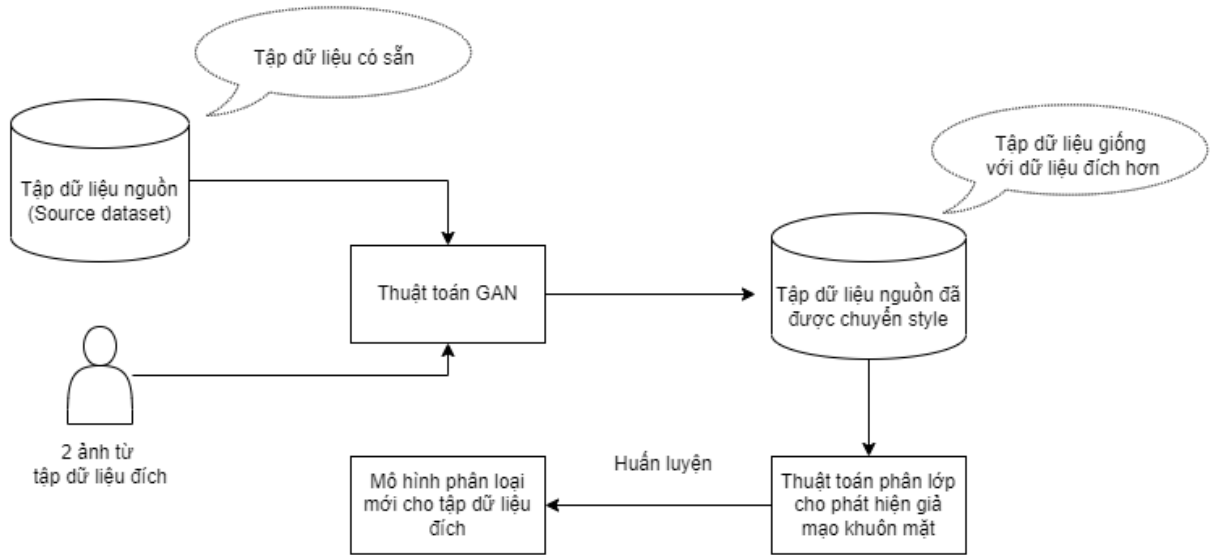 Tập dữ liệu có sẵn
Tập dữ liệu nguồn
(Source dataset)
Tập dữ liệu giống
với dữ liệu đích hơn
Thuật toán GAN
Tập dữ liệu nguồn đã
được chuyển style
2 ảnh từ
tập dữ liệu đích
Mô hình phân loại
mới cho tập dữ liệu
đích
Huấn luyện
Thuật toán phân lớp
cho phát hiện giả
mạo khuôn mặt